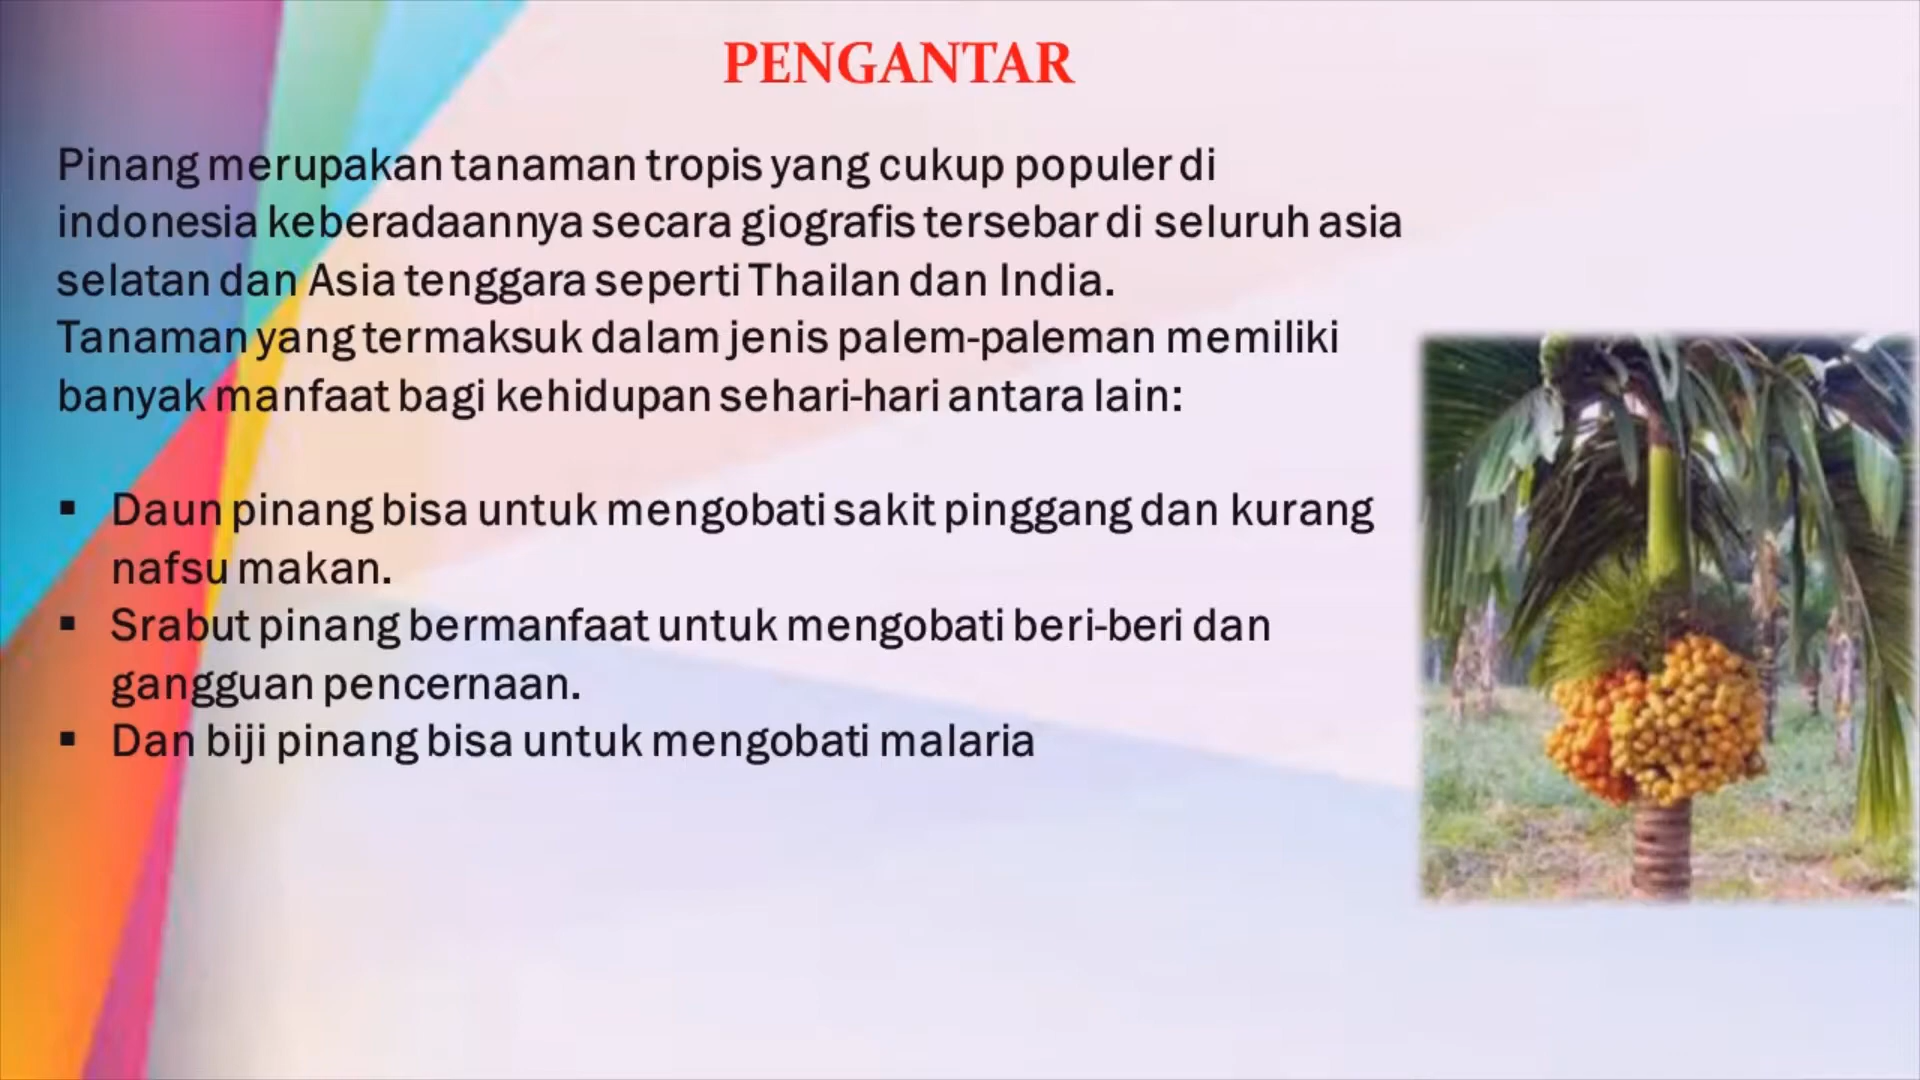 PENGANTAR
Pinang merupakan tanaman tropis yang cukup populer di
indonesia keberadaannya secara giografis tersebar di seluruh asia
selatan dan Asia tenggara seperti Thailan dan India.
Tanaman yang termaksuk dalam jenis palem-paleman memiliki
banyak manfaat bagi kehidupan sehari-hari antara lain:
▪ Daun pinang bisa untuk mengobati sakit pinggang dan kurang
nafsu makan.
▪ Srabut pinang bermanfaat untuk mengobati beri-beri dan
gangguan pencernaan.
▪ Dan biji pinang bisa untuk mengobati malaria